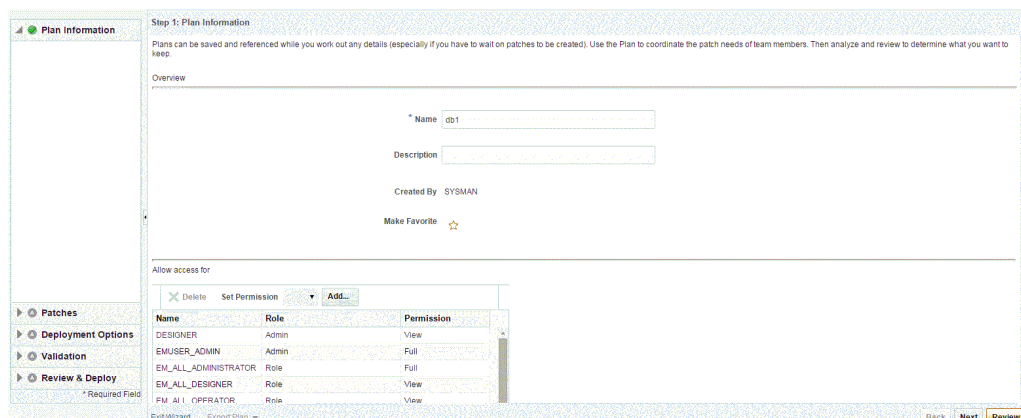 Plan Information
Patches
Deployment Options
Validation
Review & Deploy
* Required Field
Step 1: Plan Information
Plans can be saved and referenced while you work out any details (especially if you have to wait on patches to be created). Use the Plan to coordinate the patch needs of team members. Then analyze and review to determine what you want to
keep.
Overview
* Name db1
Description
Created By SYSMAN
Make Favorite
Allow access for
Delete Set Permission Add...
Name Role Permission
DESIGNER Admin View
EMUSER_ADMIN Admin Full
EM_ALL_ADMINISTRATOR Role Full
EM_ALL_DESIGNER Role View
EM_ALL_OPERATOR Role View
Exit Wizard Export Plan Back Next Review